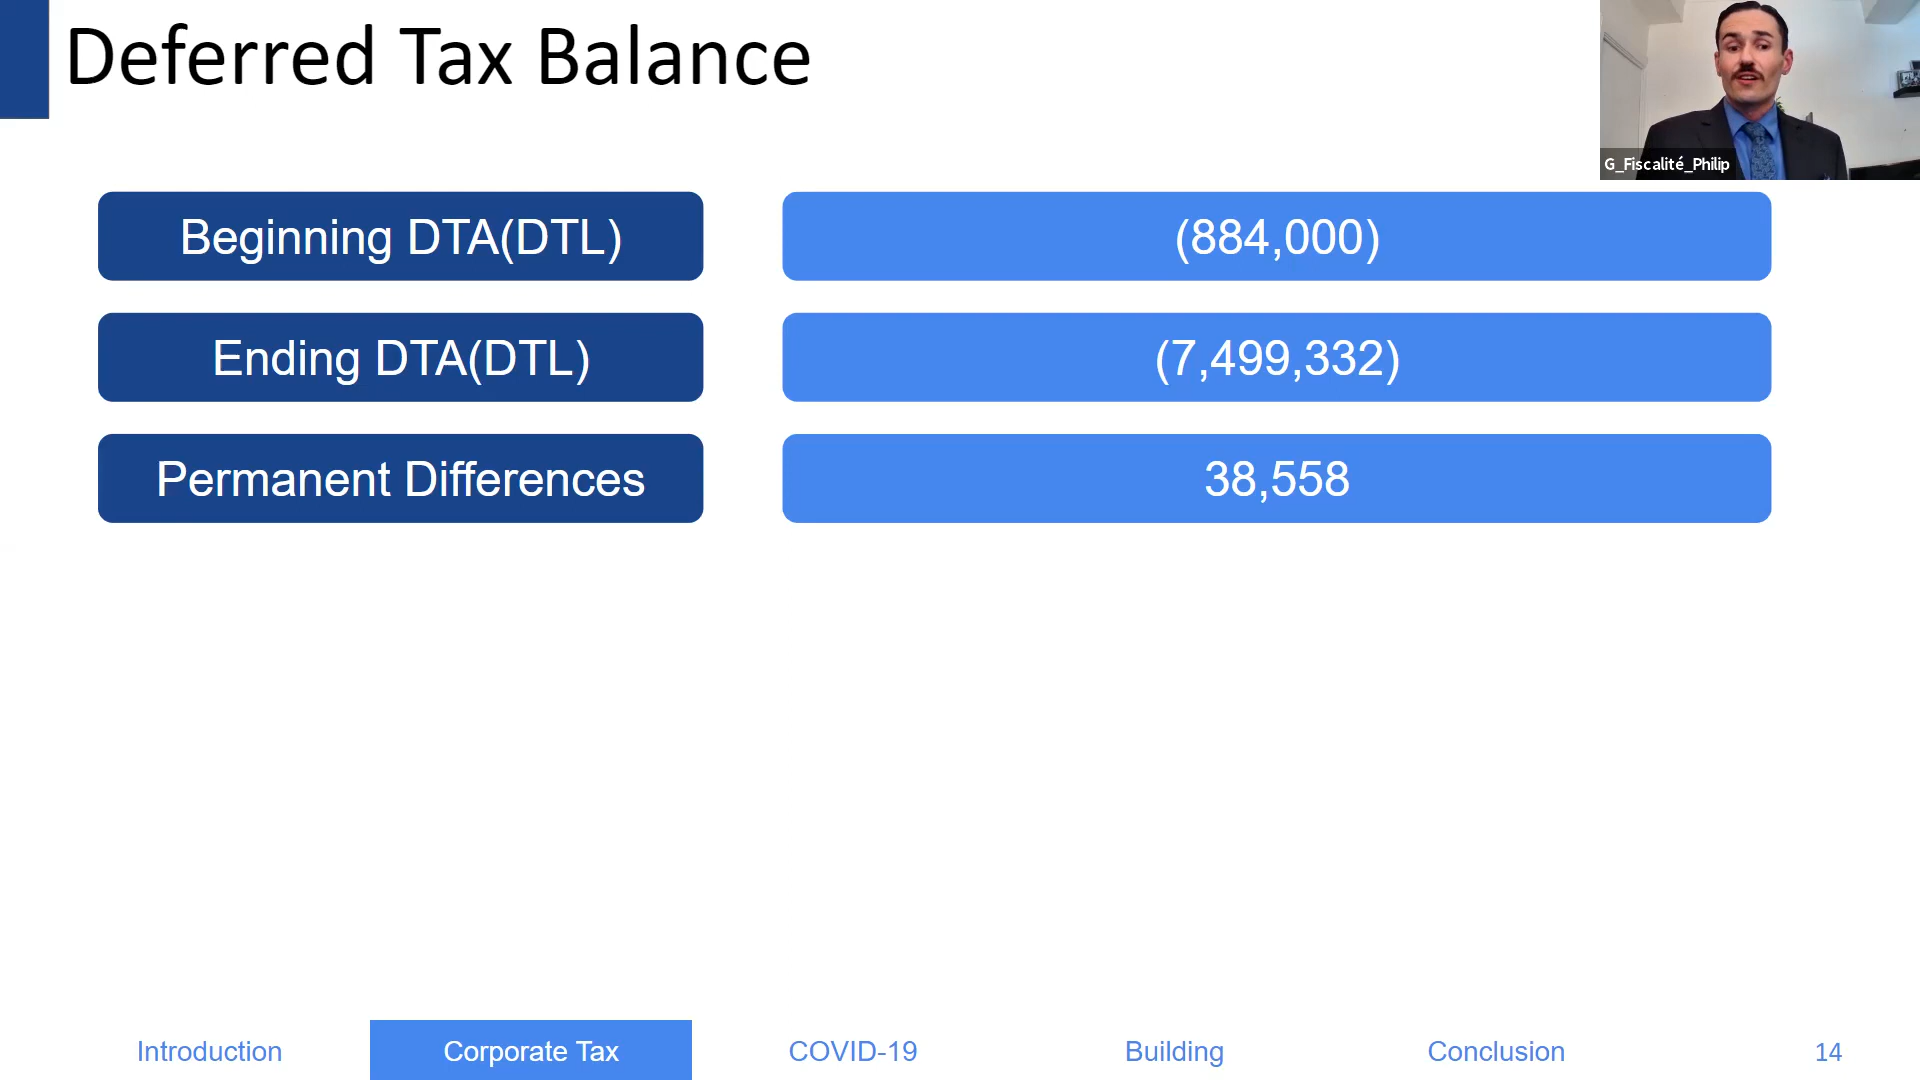 Deferred Tax Balance
G_Fiscalité_Philip
Beginning DTA(DTL)
(884,000)
Ending DTA(DTL)
(7,499,332)
Permanent Differences
38,558
Introduction
Corporate Tax
COVID-19
Building
Conclusion
14